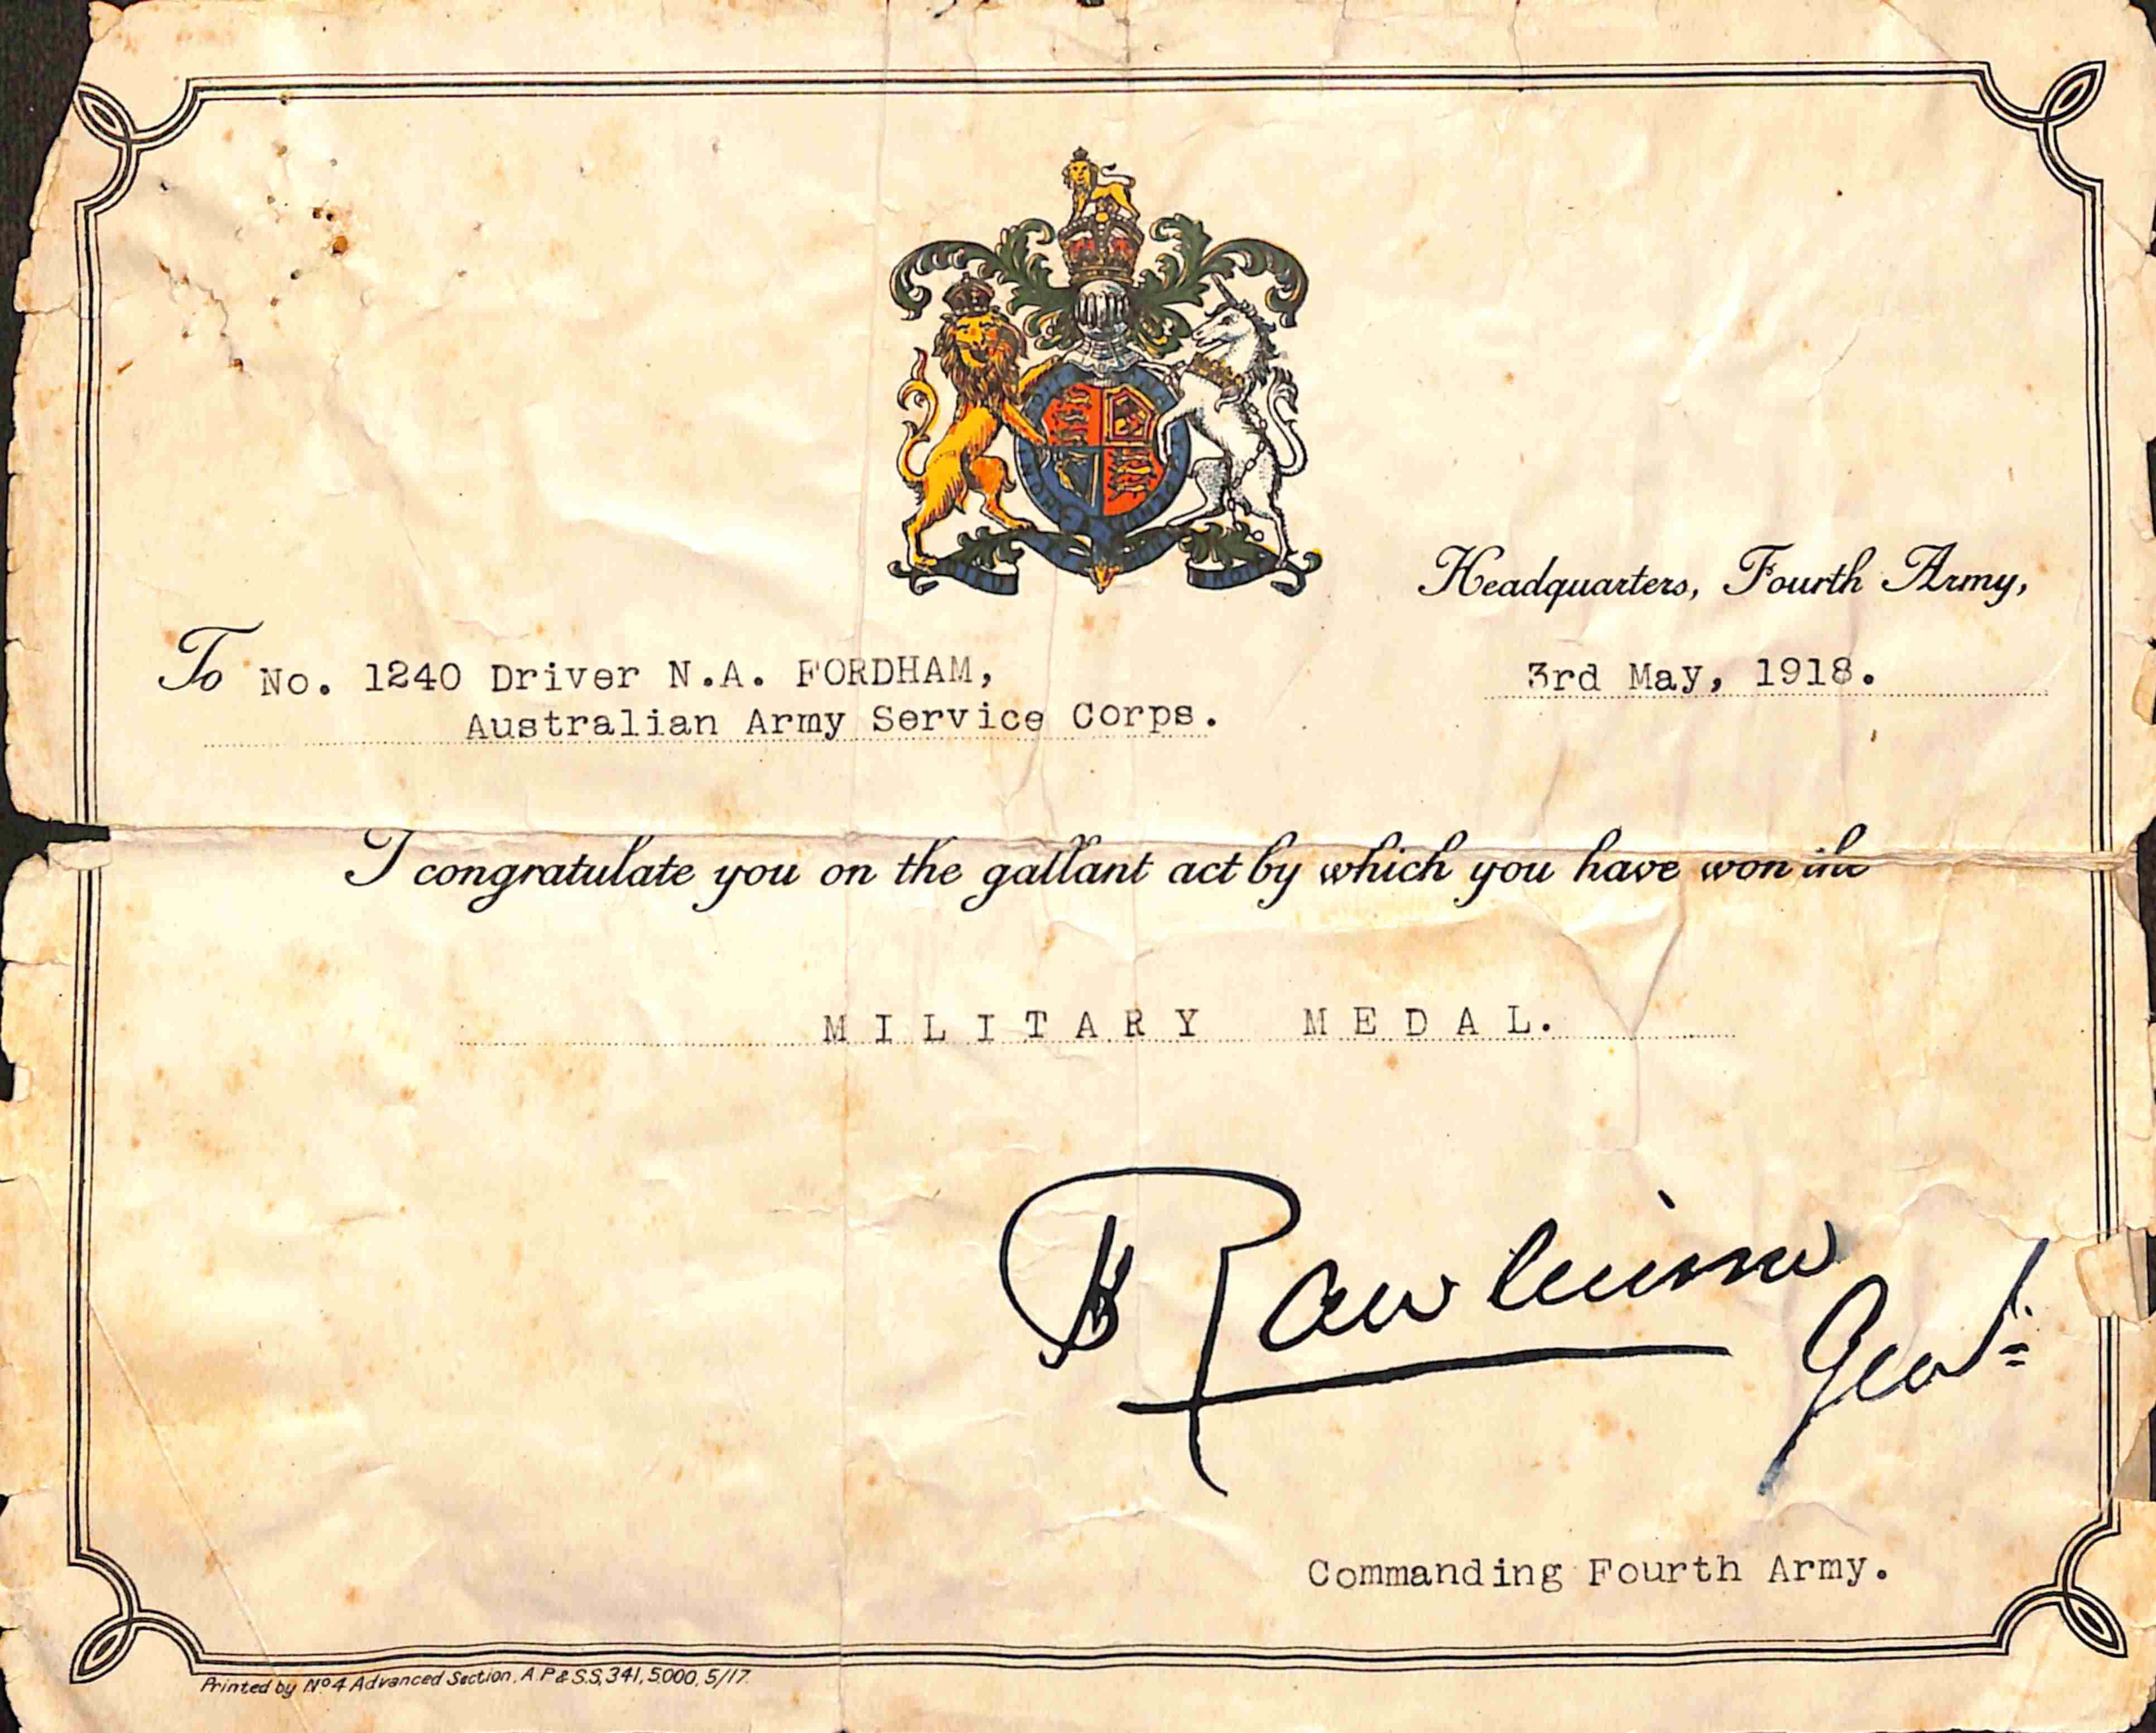 Headquarters, Fourth Army,
To No. 1240 Driver N.A. FORDHAM,
3rd May, 1918.
Australian Army Service Corps.
I congratulate you on the gallant act by which you have won the
MILITARY MEDAL.
Rawlinson
Genl
Commanding Fourth Army.
Printed by No 4 Advanced Section, A.P. & S.S, 341, 5000, 5/17.